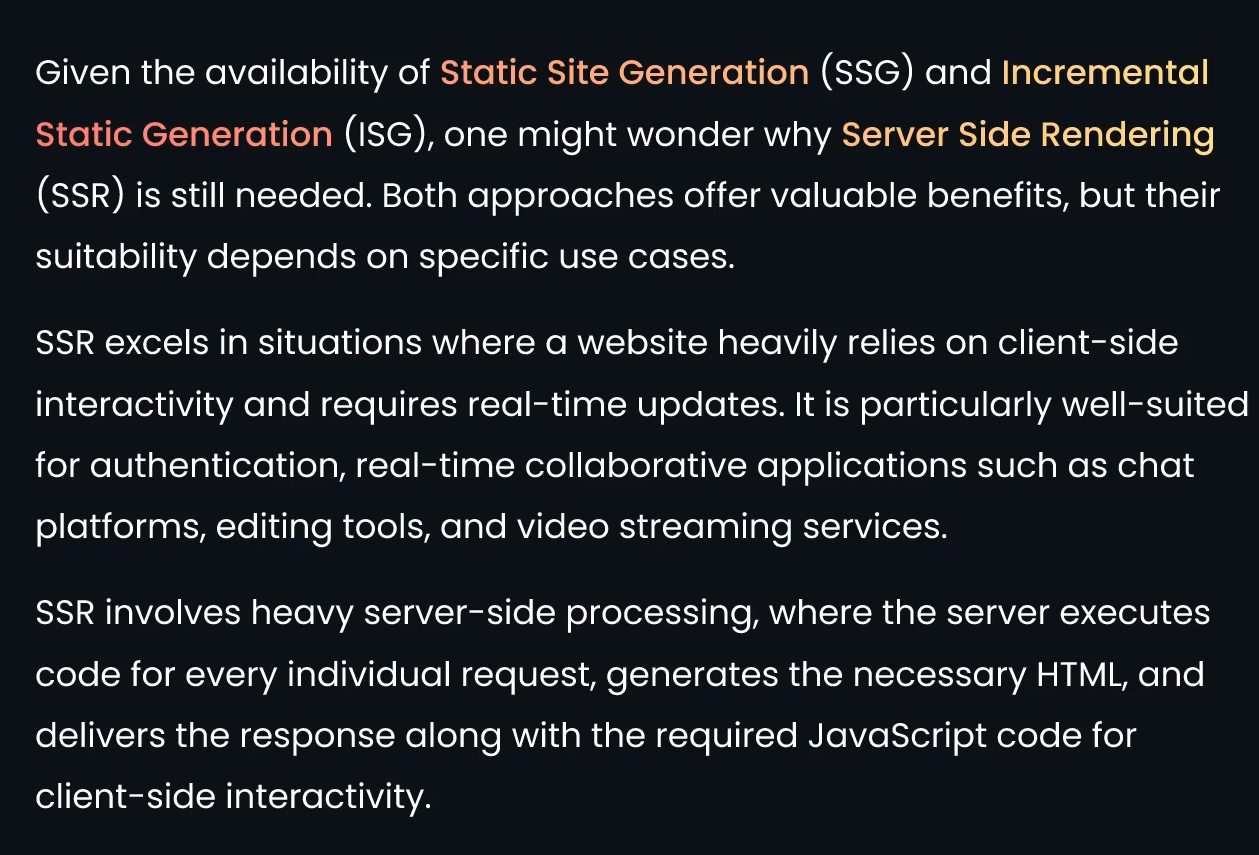 Given the availability of Static Site Generation (SSG) and Incremental
Static Generation (ISG), one might wonder why Server Side Rendering
(SSR) is still needed. Both approaches offer valuable benefits, but their
suitability depends on specific use cases.
SSR excels in situations where a website heavily relies on client-side
interactivity and requires real-time updates. It is particularly well-suited
for authentication, real-time collaborative applications such as chat
platforms, editing tools, and video streaming services.
SSR involves heavy server-side processing, where the server executes
code for every individual request, generates the necessary HTML, and
delivers the response along with the required JavaScript code for
client-side interactivity.